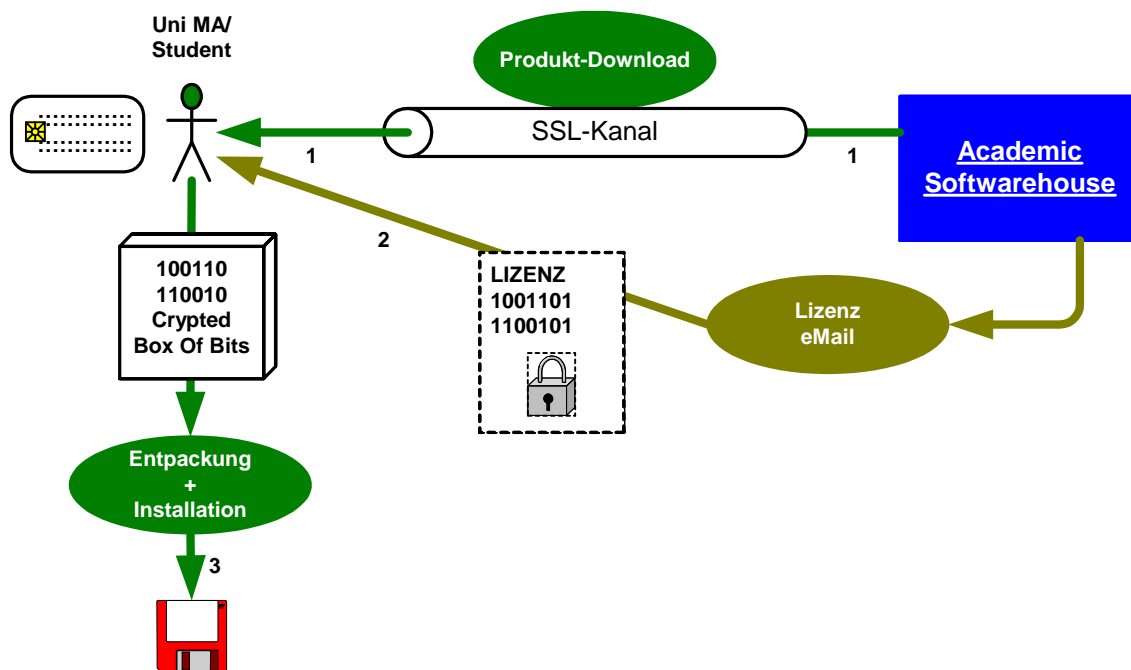 Uni MA/
Student
Produkt-Download
SSL-Kanal
1
1
Academic
Softwarehouse
2
100110
110010
Crypted
Box Of Bits
LIZENZ
1001101
1100101
Lizenz
eMail
Entpackung
+
Installation
3